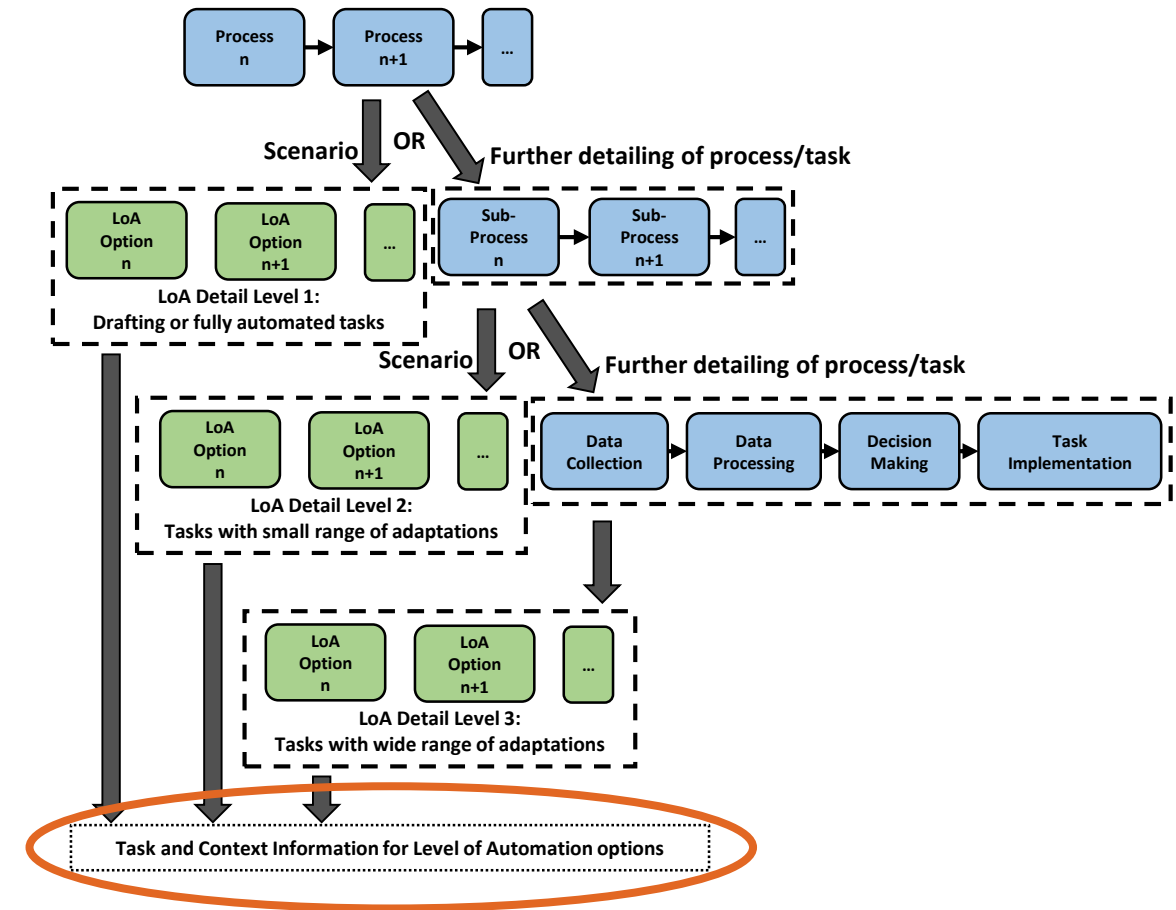 Process
n
Process
n+1
...
Scenario
OR
Further detailing of process/task
LoA
Option
n
LoA
Option
n+1
...
LoA Detail Level 1:
Drafting or fully automated tasks
Sub-
Process
n
Sub-
Process
n+1
...
Scenario
OR
Further detailing of process/task
LoA
Option
n
LoA
Option
n+1
...
LoA Detail Level 2:
Tasks with small range of adaptations
Data
Collection
Data
Processing
Decision
Making
Task
Implementation
LoA
Option
n
LoA
Option
n+1
...
LoA Detail Level 3:
Tasks with wide range of adaptations
Task and Context Information for Level of Automation options